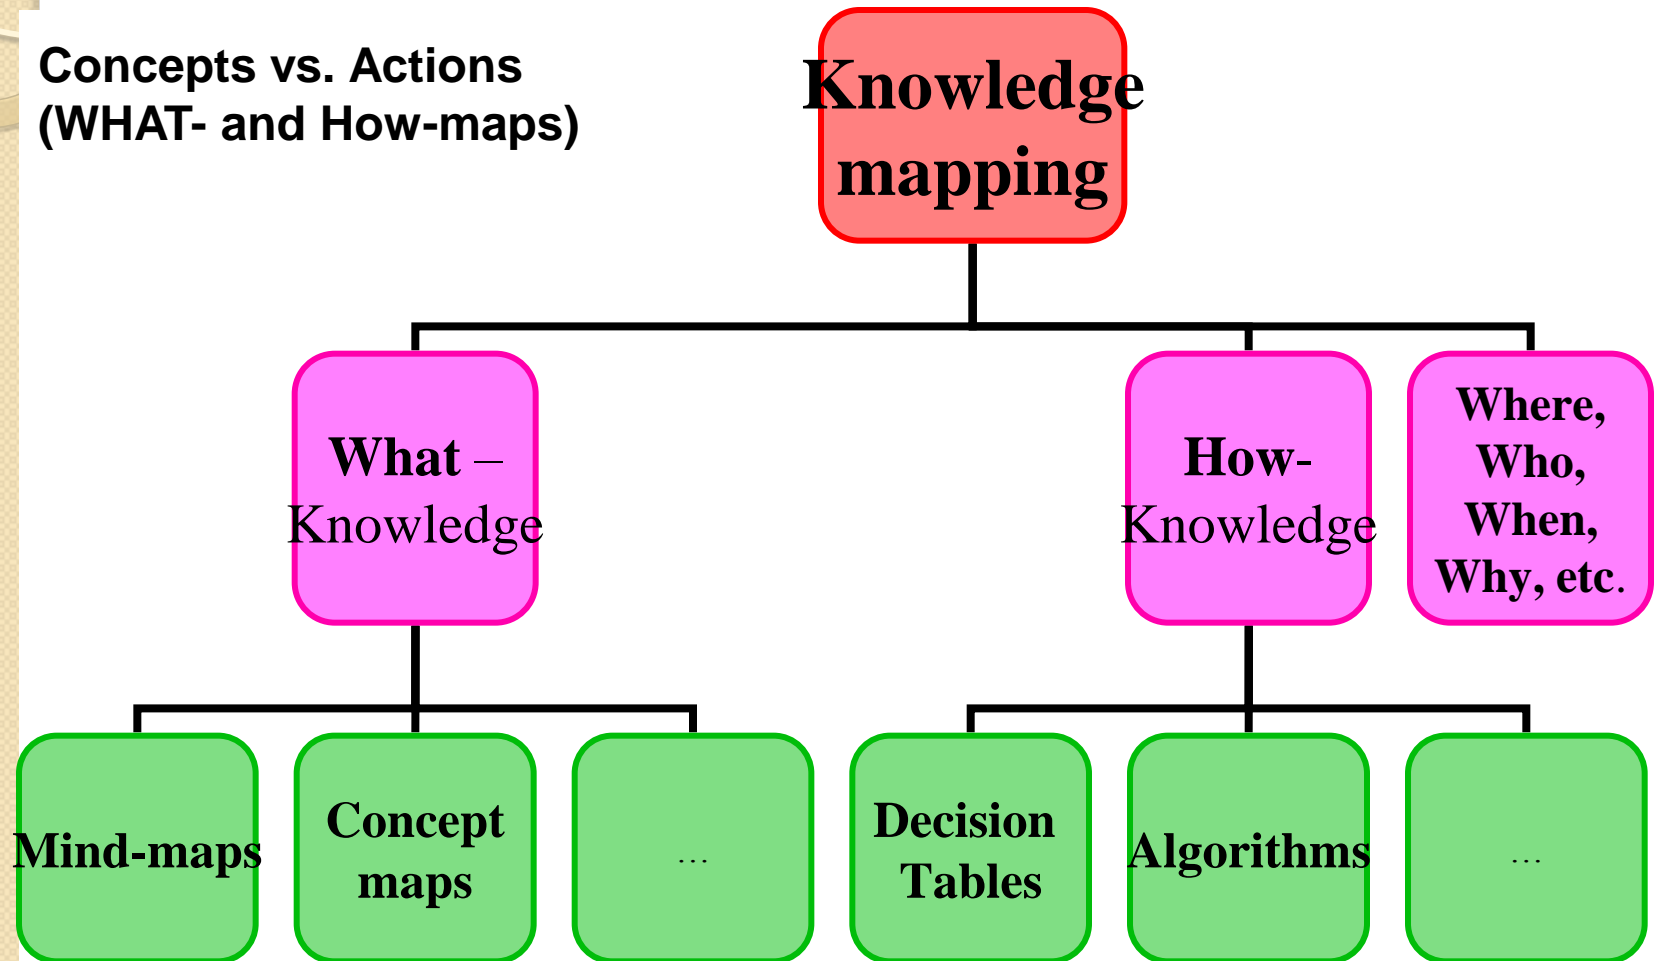 Concepts vs. Actions
(WHAT- and How-maps)
Knowledge
mapping
What –
Knowledge
How-
Knowledge
Where,
Who,
When,
Why, etc.
Mind-maps
Concept
maps
...
Decision
Tables
Algorithms
...